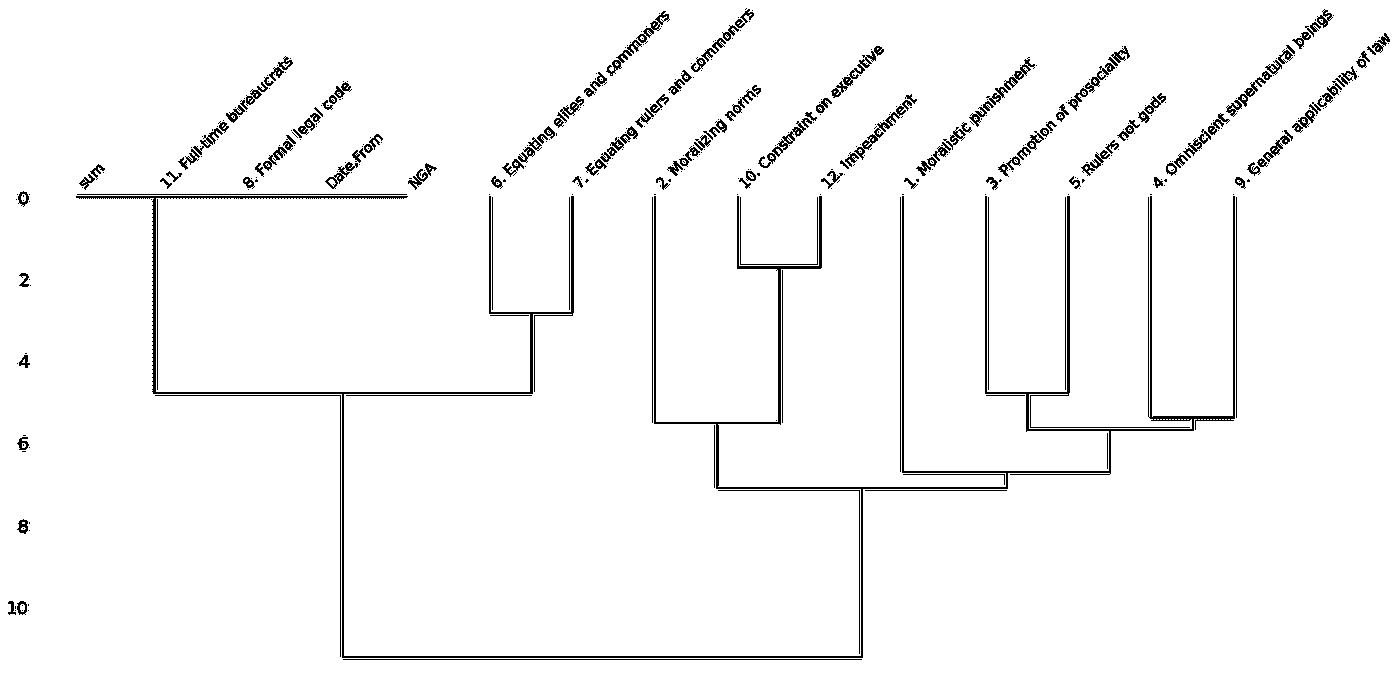 sum
11. Full-time bureaucrats
8. Formal legal code
Date,From
NGA
6. Equating elites and commoners
7. Equating rulers and commoners
2. Moralizing norms
10. Constraint on executive
12. Impeachment
1. Moralistic punishment
3. Promotion of prosociality
5. Rulers not gods
4. Omniscient supernatural beings
9. General applicability of law
0
2
4
6
8
10